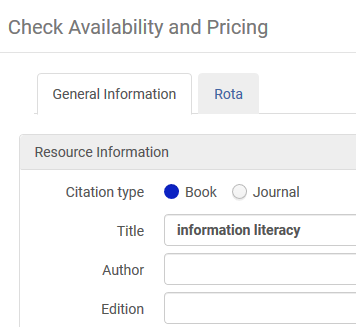 Check Availability and Pricing
General Information Rota
Resource Information
Citation type Book Journal
Title information literacy
Author
Edition